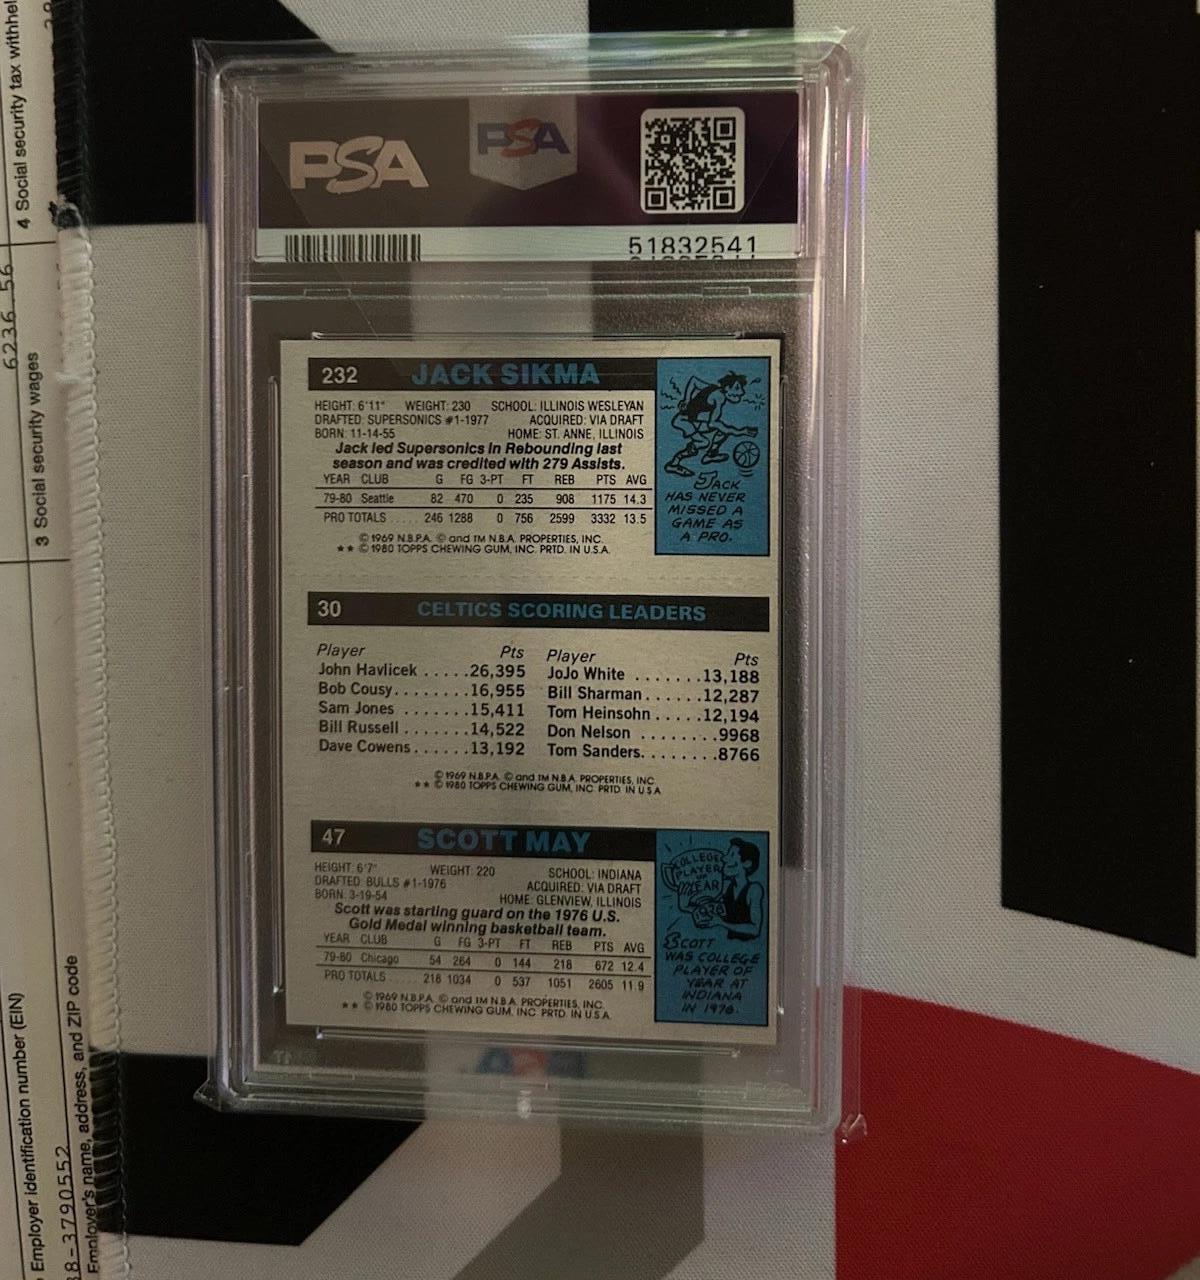 PSA
PSA
51832541
232 JACK SIKMA
HEIGHT: 6'11" WEIGHT: 230 SCHOOL: ILLINOIS WESLEYAN
DRAFTED: SUPERSONICS #1-1977 ACQUIRED: VIA DRAFT
BORN: 11-14-55 HOME: ST. ANNE, ILLINOIS
Jack led Supersonics In Rebounding last
season and was credited with 279 Assists.
YEAR CLUB G FG 3-PT FT REB PTS AVG
79-80 Seattle 82 470 0 235 908 1175 14.3
PRO TOTALS ..... 246 1288 0 756 2599 3332 13.5
© 1969 N.B.P.A. © and TM N.B.A. PROPERTIES, INC.
★★ © 1980 TOPPS CHEWING GUM, INC. PRTD. IN U.S.A.
JACK
HAS NEVER
MISSED A
GAME AS
A PRO.
30 CELTICS SCORING LEADERS
Player Pts Player Pts
John Havlicek .....26,395 JoJo White .......13,188
Bob Cousy........16,955 Bill Sharman......12,287
Sam Jones .......15,411 Tom Heinsohn.....12,194
Bill Russell .......14,522 Don Nelson ........9968
Dave Cowens......13,192 Tom Sanders........8766
© 1969 N.B.P.A. © and TM N.B.A. PROPERTIES, INC.
★★ © 1980 TOPPS CHEWING GUM, INC. PRTD. IN U.S.A.
47 SCOTT MAY
HEIGHT: 6'7" WEIGHT: 220 SCHOOL: INDIANA
DRAFTED: BULLS #1-1976 ACQUIRED: VIA DRAFT
BORN: 3-19-54 HOME: GLENVIEW, ILLINOIS
Scott was starting guard on the 1976 U.S.
Gold Medal winning basketball team.
YEAR CLUB G FG 3-PT FT REB PTS AVG
79-80 Chicago 54 264 0 144 218 672 12.4
PRO TOTALS 218 1034 0 537 1051 2605 11.9
© 1969 N.B.P.A. © and TM N.B.A. PROPERTIES, INC.
★★ © 1980 TOPPS CHEWING GUM, INC. PRTD. IN U.S.A.
COLLEGE
PLAYER
OF
YEAR
SCOTT
WAS COLLEGE
PLAYER OF
YEAR AT
INDIANA
IN 1976.
4 Social security tax withhel
6236.56
3 Social security wages
Employer identification number (EIN)
8-3790552
Employer's name, address, and ZIP code